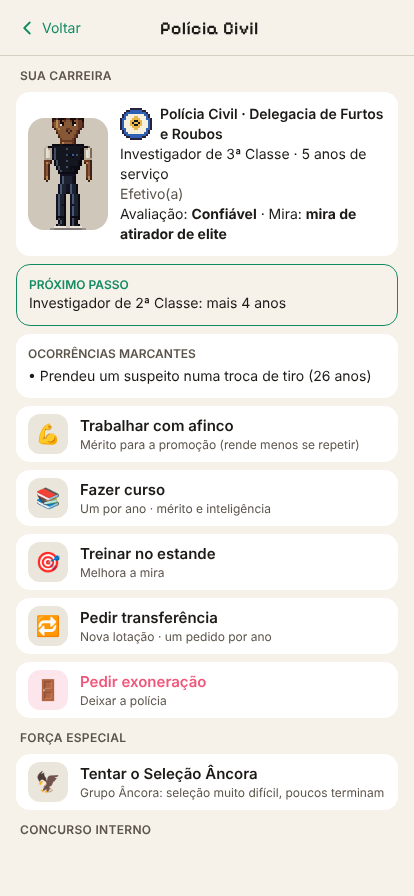 Voltar
Polícia Civil
SUA CARREIRA
Polícia Civil · Delegacia de Furtos
e Roubos
Investigador de 3ª Classe · 5 anos de
serviço
Efetivo(a)
Avaliação: Confiável · Mira: mira de
atirador de elite
PRÓXIMO PASSO
Investigador de 2ª Classe: mais 4 anos
OCORRÊNCIAS MARCANTES
• Prendeu um suspeito numa troca de tiro (26 anos)
Trabalhar com afinco
Mérito para a promoção (rende menos se repetir)
Fazer curso
Um por ano · mérito e inteligência
Treinar no estande
Melhora a mira
Pedir transferência
Nova lotação · um pedido por ano
Pedir exoneração
Deixar a polícia
FORÇA ESPECIAL
Tentar o Seleção Âncora
Grupo Âncora: seleção muito difícil, poucos terminam
CONCURSO INTERNO